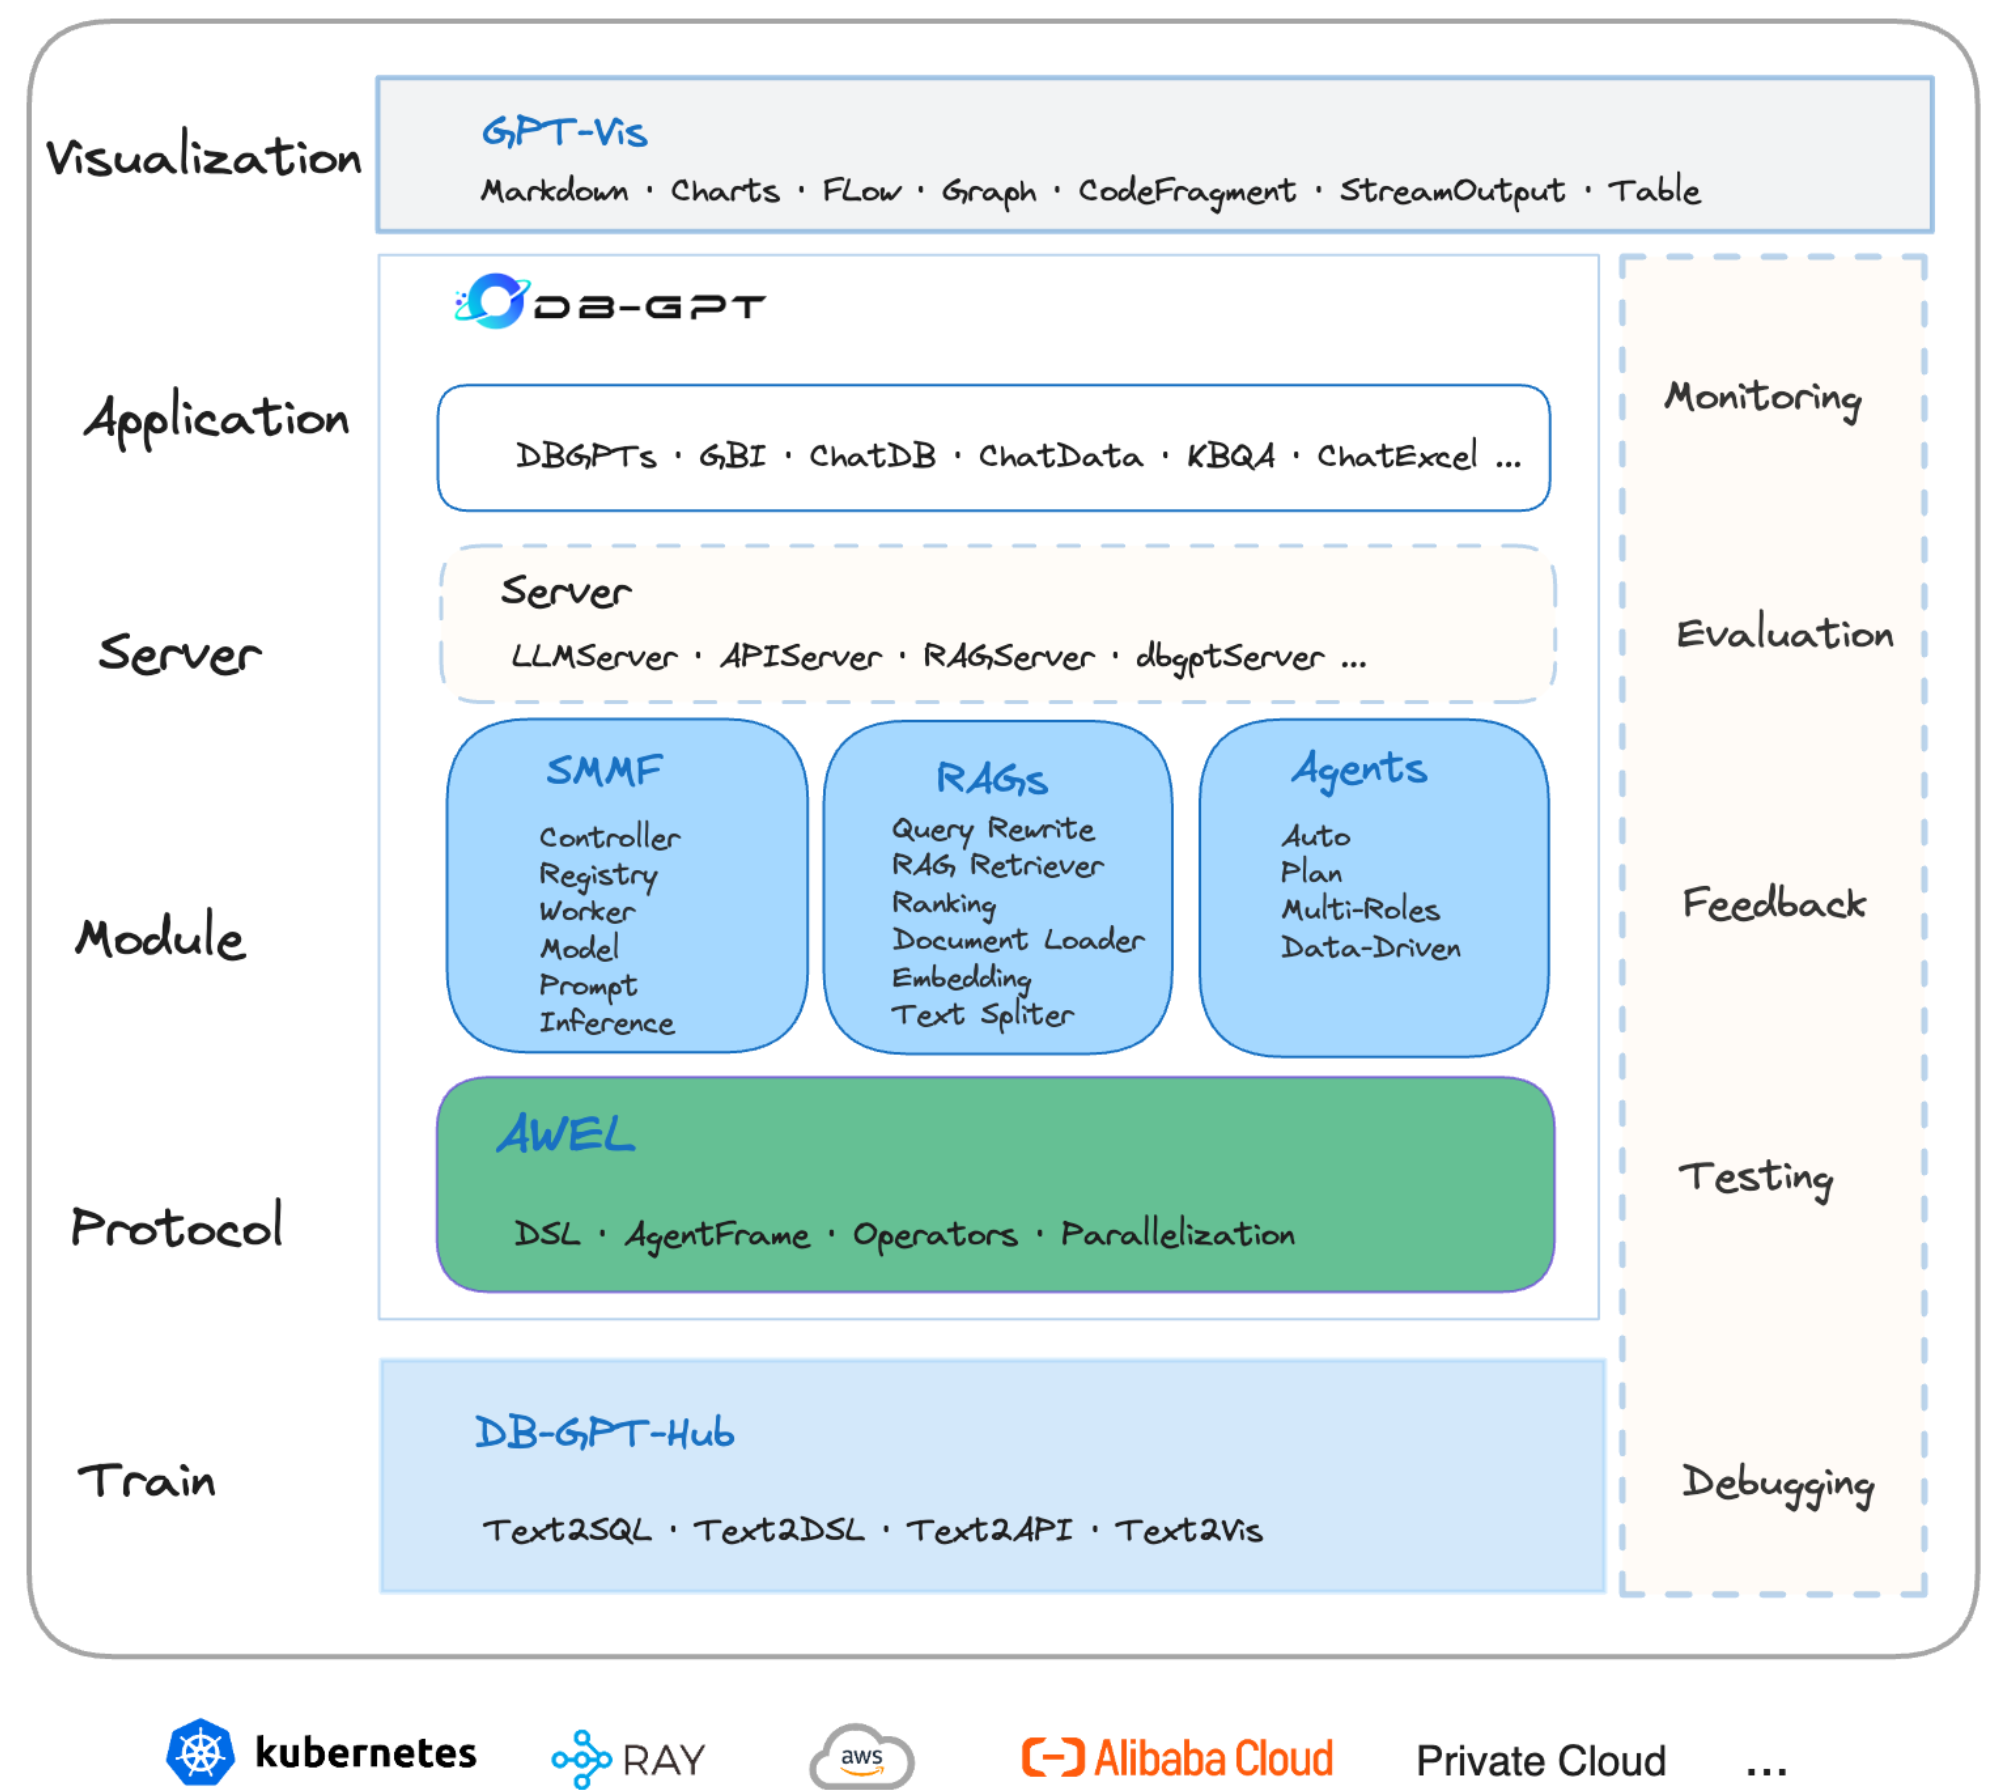 Visualization
GPT-Vis
Markdown · Charts · FLow · Graph · CodeFragment · StreamOutput · Table
DB-GPT
Application
DBGPTs · GBI · ChatDB · ChatData · KBQA · ChatExcel ...
Monitoring
Server
Server
LLMServer · APIServer · RAGServer · dbgptServer ...
Evaluation
Module
SMMF
Controller
Registry
Worker
Model
Prompt
Inference
RAGs
Query Rewrite
RAG Retriever
Ranking
Document Loader
Embedding
Text Spliter
Agents
Auto
Plan
Multi-Roles
Data-Driven
Feedback
Protocol
AWEL
DSL · AgentFrame · Operators · Parallelization
Testing
Train
DB-GPT-Hub
Text2SQL · Text2DSL · Text2API · Text2Vis
Debugging
kubernetes RAY aws Alibaba Cloud Private Cloud ...